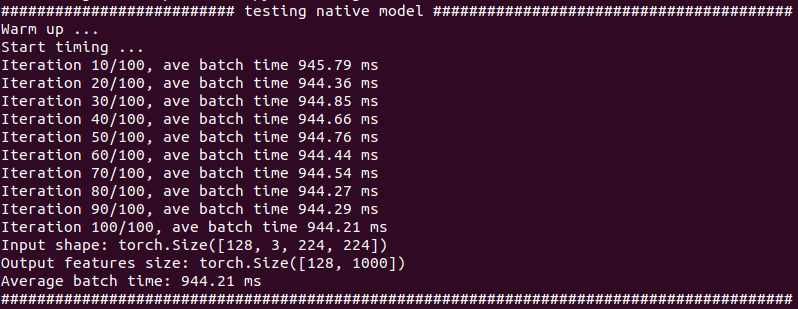 ########################## testing native model ########################################
Warm up ...
Start timing ...
Iteration 10/100, ave batch time 945.79 ms
Iteration 20/100, ave batch time 944.36 ms
Iteration 30/100, ave batch time 944.85 ms
Iteration 40/100, ave batch time 944.66 ms
Iteration 50/100, ave batch time 944.76 ms
Iteration 60/100, ave batch time 944.44 ms
Iteration 70/100, ave batch time 944.54 ms
Iteration 80/100, ave batch time 944.27 ms
Iteration 90/100, ave batch time 944.29 ms
Iteration 100/100, ave batch time 944.21 ms
Input shape: torch.Size([128, 3, 224, 224])
Output features size: torch.Size([128, 1000])
Average batch time: 944.21 ms
########################################################################################